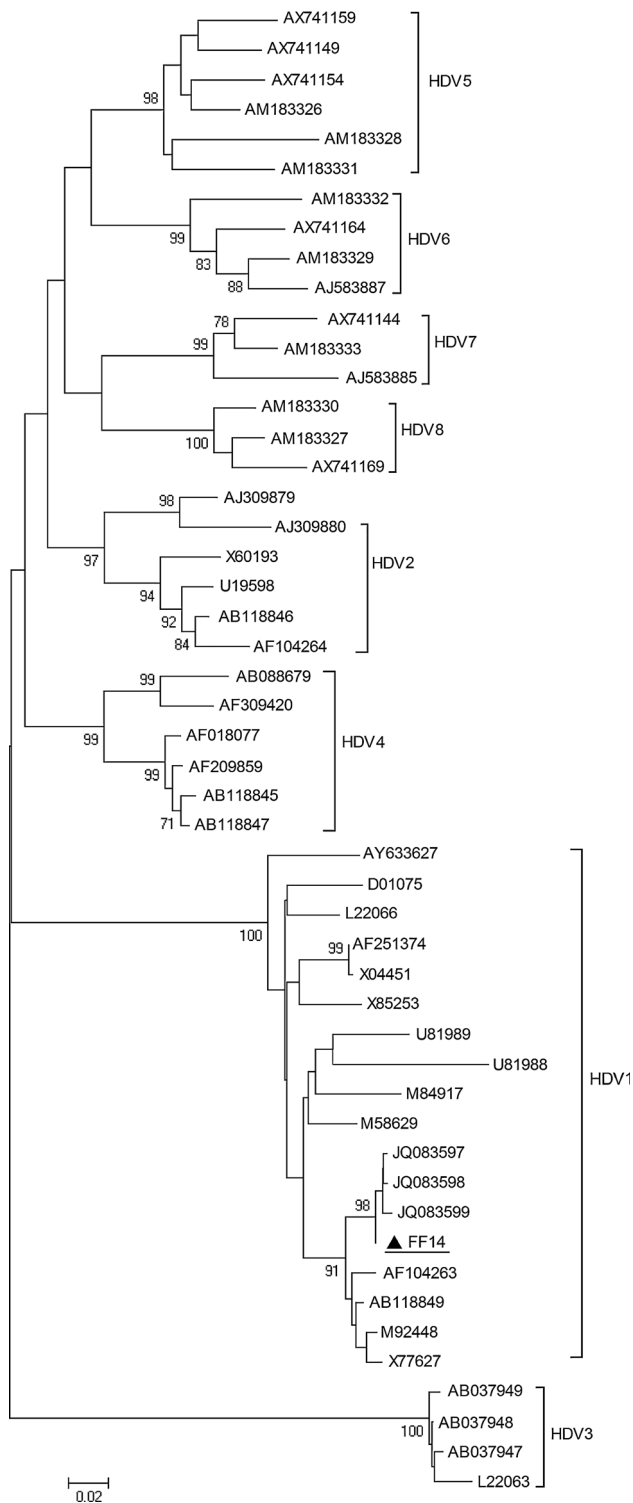 AX741159
AX741149
AX741154
98
HDV5
AM183326
AM183328
AM183331
AM183332
AX741164
99
HDV6
83
AM183329
88
AJ583887
78
AX741144
99
HDV7
AM183333
AJ583885
AM183330
HDV8
100
AM183327
AX741169
98
AJ309879
AJ309880
97
X60193
HDV2
94
U19598
92
AB118846
84
AF104264
99
AB088679
AF309420
99
AF018077
HDV4
99
AF209859
AB118845
71
AB118847
AY633627
D01075
L22066
100
99
AF251374
X04451
X85253
U81989
U81988
HDV1
M84917
M58629
JQ083597
JQ083598
98
JQ083599
▲ FF14
91
AF104263
AB118849
M92448
X77627
AB037949
100
AB037948
HDV3
AB037947
L22063
0.02